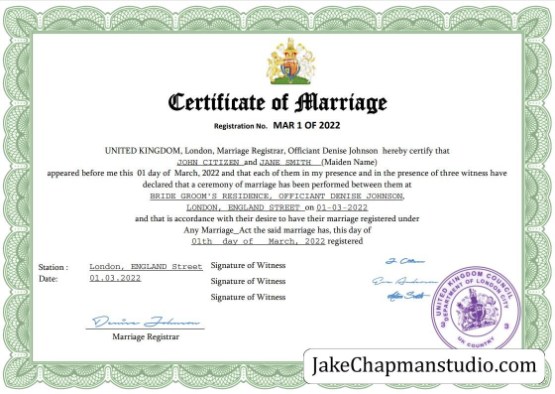 Certificate of Marriage
Registration No. MAR 1 OF 2022
UNITED KINGDOM, London, Marriage Registrar, Officiant Denise Johnson hereby certify that
JOHN CITIZEN and JANE SMITH (Maiden Name)
appeared before me this 01 day of March, 2022 and that each of them in my presence and in the presence of three witness have
declared that a ceremony of marriage has been performed between them at
BRIDE GROOM'S RESIDENCE, OFFICIANT DENISE JOHNSON,
LONDON, ENGLAND STREET on 01-03-2022
and that is accordance with their desire to have their marriage registered under
Any Marriage_Act the said marriage has, this day of
01th day of March, 2022 registered
Station : London, ENGLAND Street Signature of Witness
Date: 01.03.2022 Signature of Witness
Signature of Witness
Denise Johnson
Marriage Registrar
UNITED KINGDOM COUNCIL
DEPARTMENT OF LONDON CITY
UK COUNTRY
JakeChapmanstudio.com